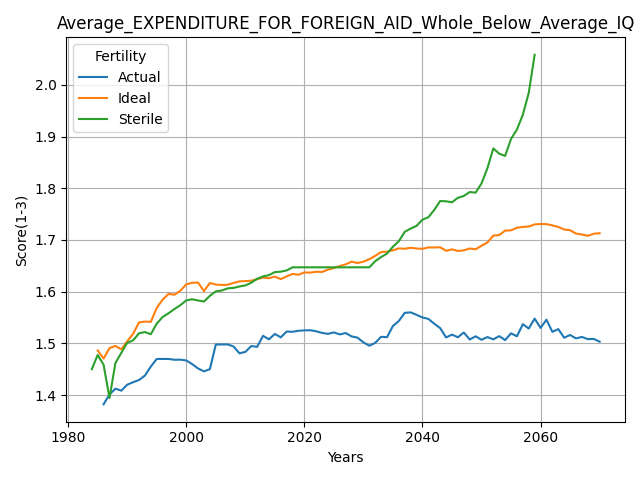 Average_EXPENDITURE_FOR_FOREIGN_AID_Whole_Below_Average_IQ
Fertility
Actual
Ideal
Sterile
2.0
1.9
1.8
1.7
1.6
1.5
1.4
Score(1-3)
1980
2000
2020
2040
2060
Years